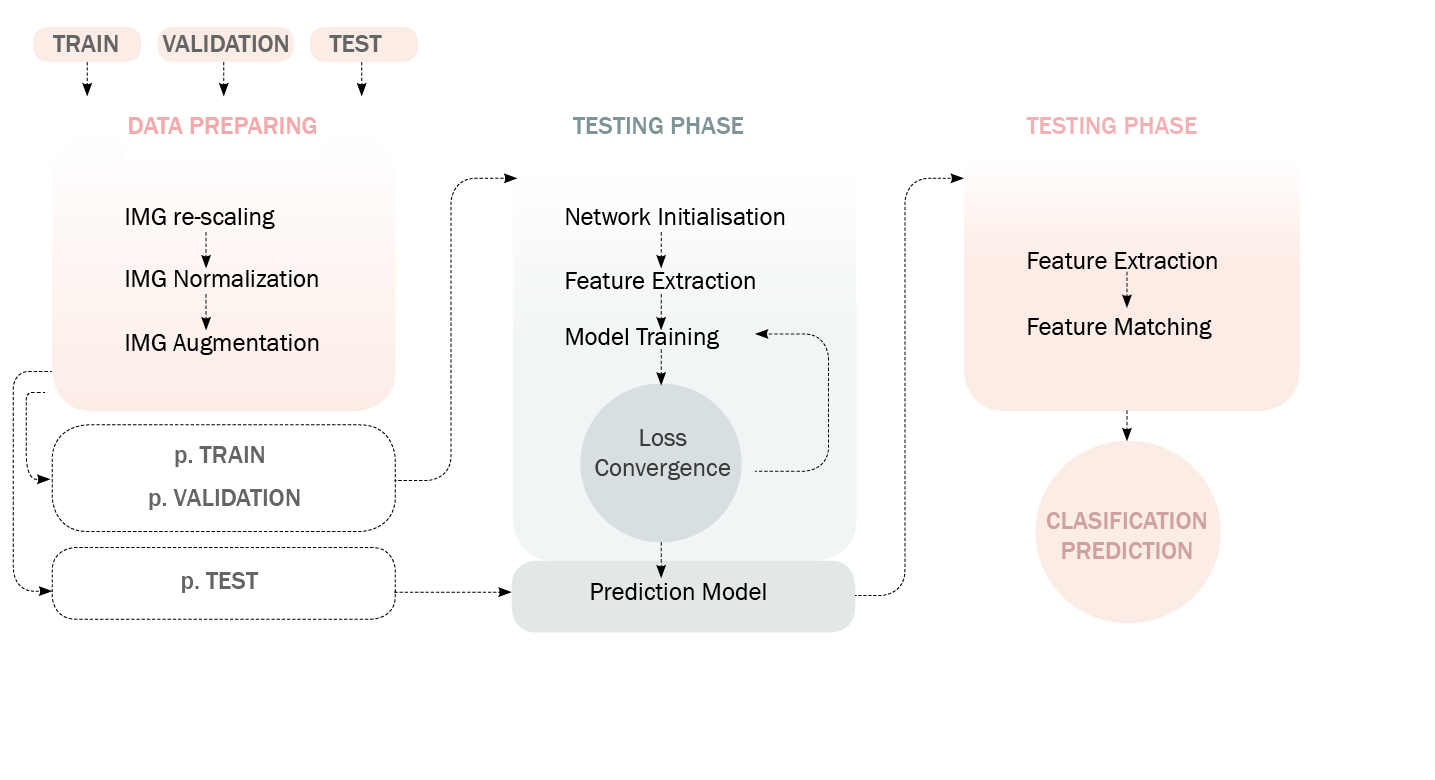 TRAIN
VALIDATION
TEST
DATA PREPARING
IMG re-scaling
IMG Normalization
IMG Augmentation
p. TRAIN
p. VALIDATION
p. TEST
TESTING PHASE
Network Initialisation
Feature Extraction
Model Training
Loss
Convergence
Prediction Model
TESTING PHASE
Feature Extraction
Feature Matching
CLASIFICATION
PREDICTION